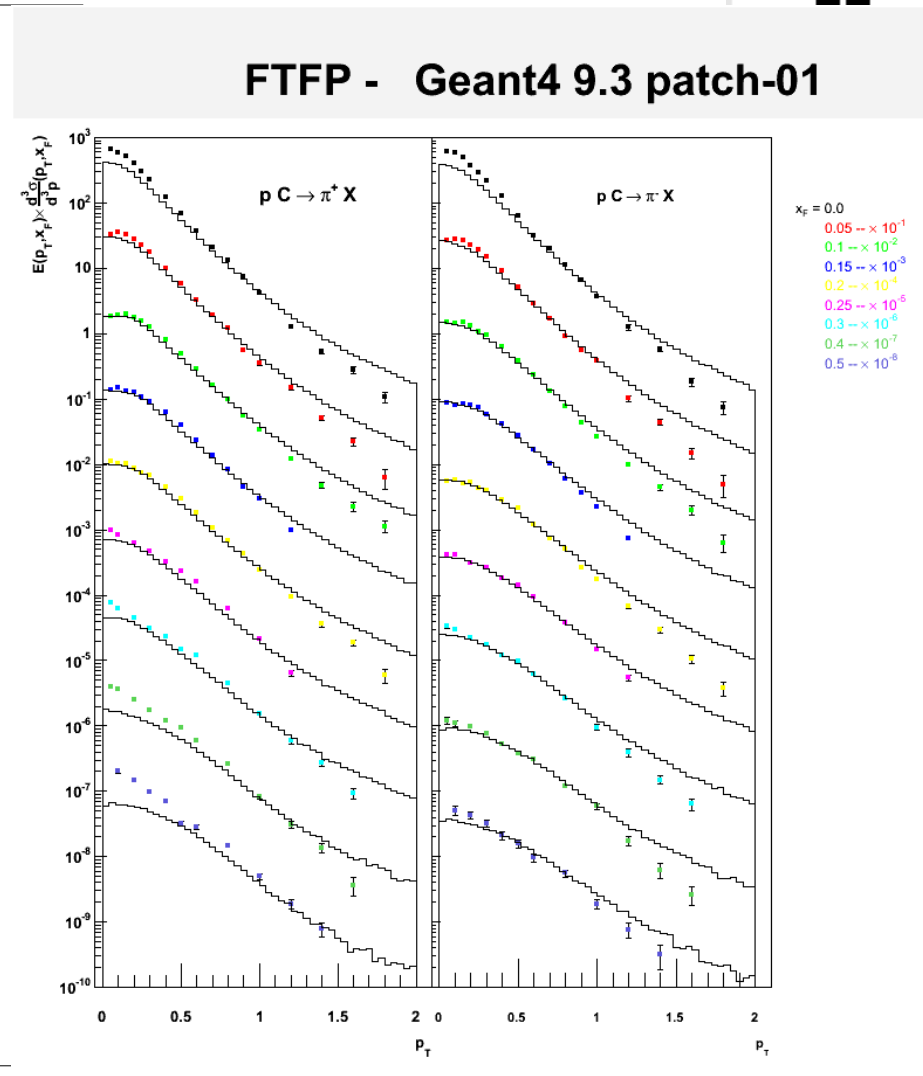 FTFP - Geant4 9.3 patch-01
E(p_T,x_F)× d³σ/d³p (p_T,x_F)
p C → π⁺ X
p C → π⁻ X
x_F = 0.0
0.05 -- × 10⁻¹
0.1 -- × 10⁻²
0.15 -- × 10⁻³
0.2 -- × 10⁻⁴
0.25 -- × 10⁻⁵
0.3 -- × 10⁻⁶
0.4 -- × 10⁻⁷
0.5 -- × 10⁻⁸
10³
10²
10
1
10⁻¹
10⁻²
10⁻³
10⁻⁴
10⁻⁵
10⁻⁶
10⁻⁷
10⁻⁸
10⁻⁹
10⁻¹⁰
0 0.5 1 1.5 2 0 0.5 1 1.5 2
p_T p_T